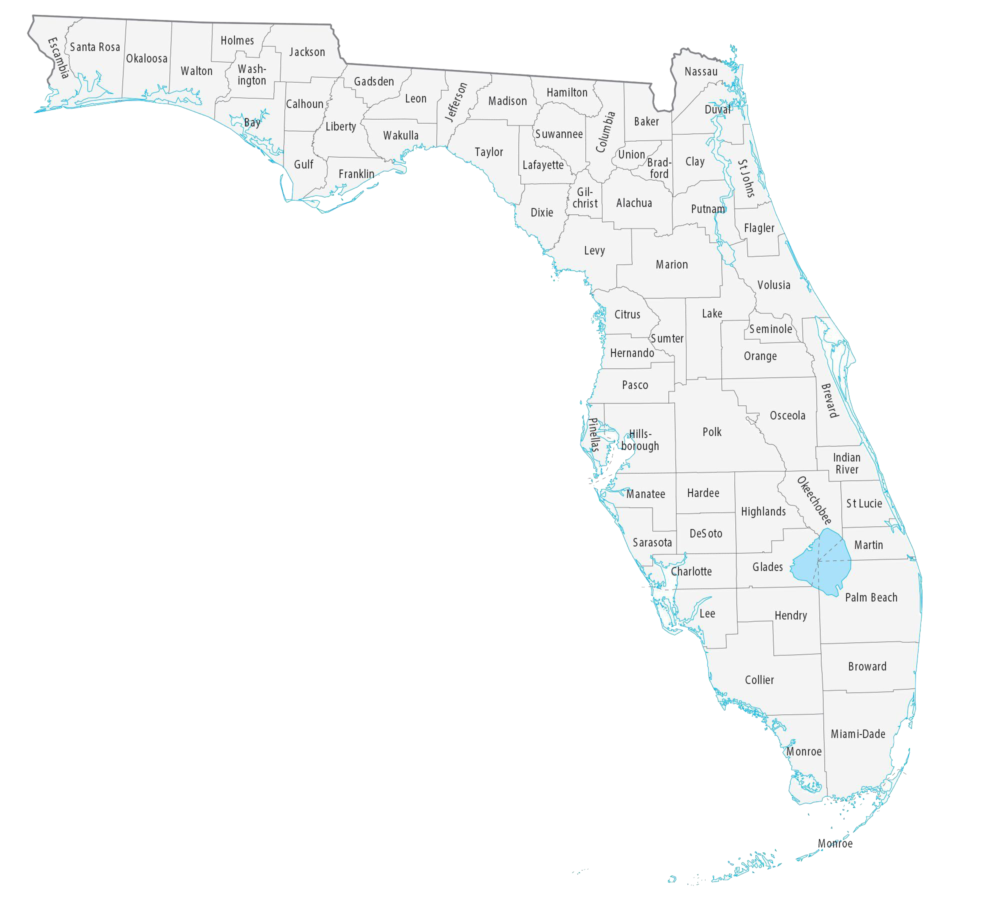 Escambia
Santa Rosa
Okaloosa
Walton
Holmes
Wash-
ington
Jackson
Bay
Calhoun
Gulf
Liberty
Gadsden
Franklin
Leon
Wakulla
Jefferson
Madison
Taylor
Hamilton
Suwannee
Lafayette
Dixie
Columbia
Gil-
christ
Baker
Union
Brad-
ford
Alachua
Levy
Nassau
Duval
Clay
St Johns
Putnam
Flagler
Marion
Volusia
Citrus
Sumter
Lake
Seminole
Orange
Hernando
Pasco
Pinellas
Hills-
borough
Polk
Osceola
Brevard
Indian
River
Manatee
Hardee
Highlands
Okeechobee
St Lucie
Sarasota
DeSoto
Martin
Charlotte
Glades
Palm Beach
Lee
Hendry
Broward
Collier
Miami-Dade
Monroe
Monroe